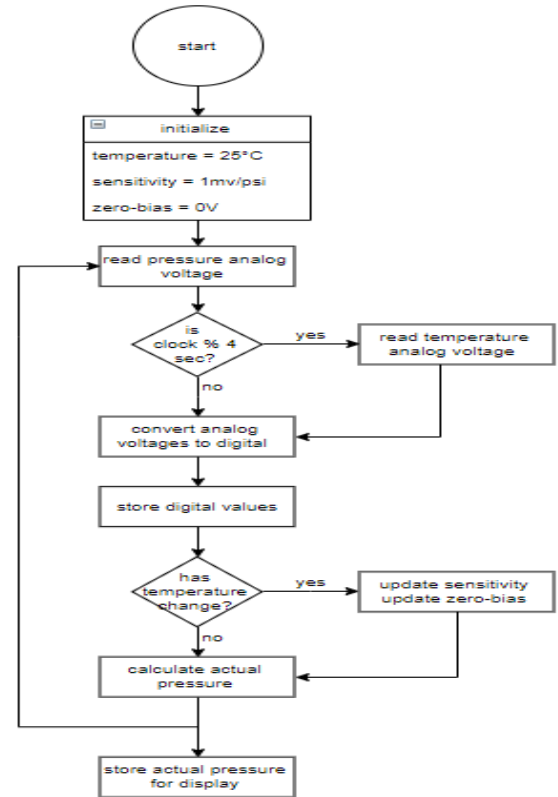 start
initialize
temperature = 25°C
sensitivity = 1mv/psi
zero-bias = 0V
read pressure analog
voltage
is
clock % 4
sec?
yes
read temperature
analog voltage
no
convert analog
voltages to digital
store digital values
has
temperature
change?
yes
update sensitivity
update zero-bias
no
calculate actual
pressure
store actual pressure
for display